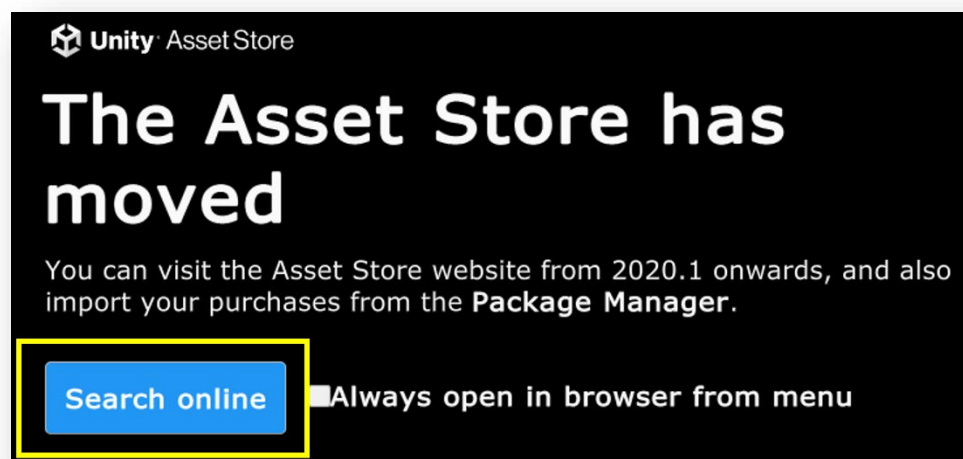 Unity Asset Store
The Asset Store has
moved
You can visit the Asset Store website from 2020.1 onwards, and also
import your purchases from the Package Manager.
Search online
Always open in browser from menu